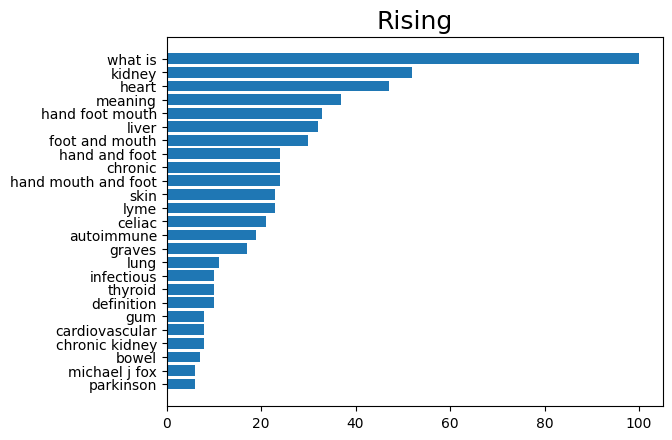 Rising
what is
kidney
heart
meaning
hand foot mouth
liver
foot and mouth
hand and foot
chronic
hand mouth and foot
skin
lyme
celiac
autoimmune
graves
lung
infectious
thyroid
definition
gum
cardiovascular
chronic kidney
bowel
michael j fox
parkinson
0 20 40 60 80 100